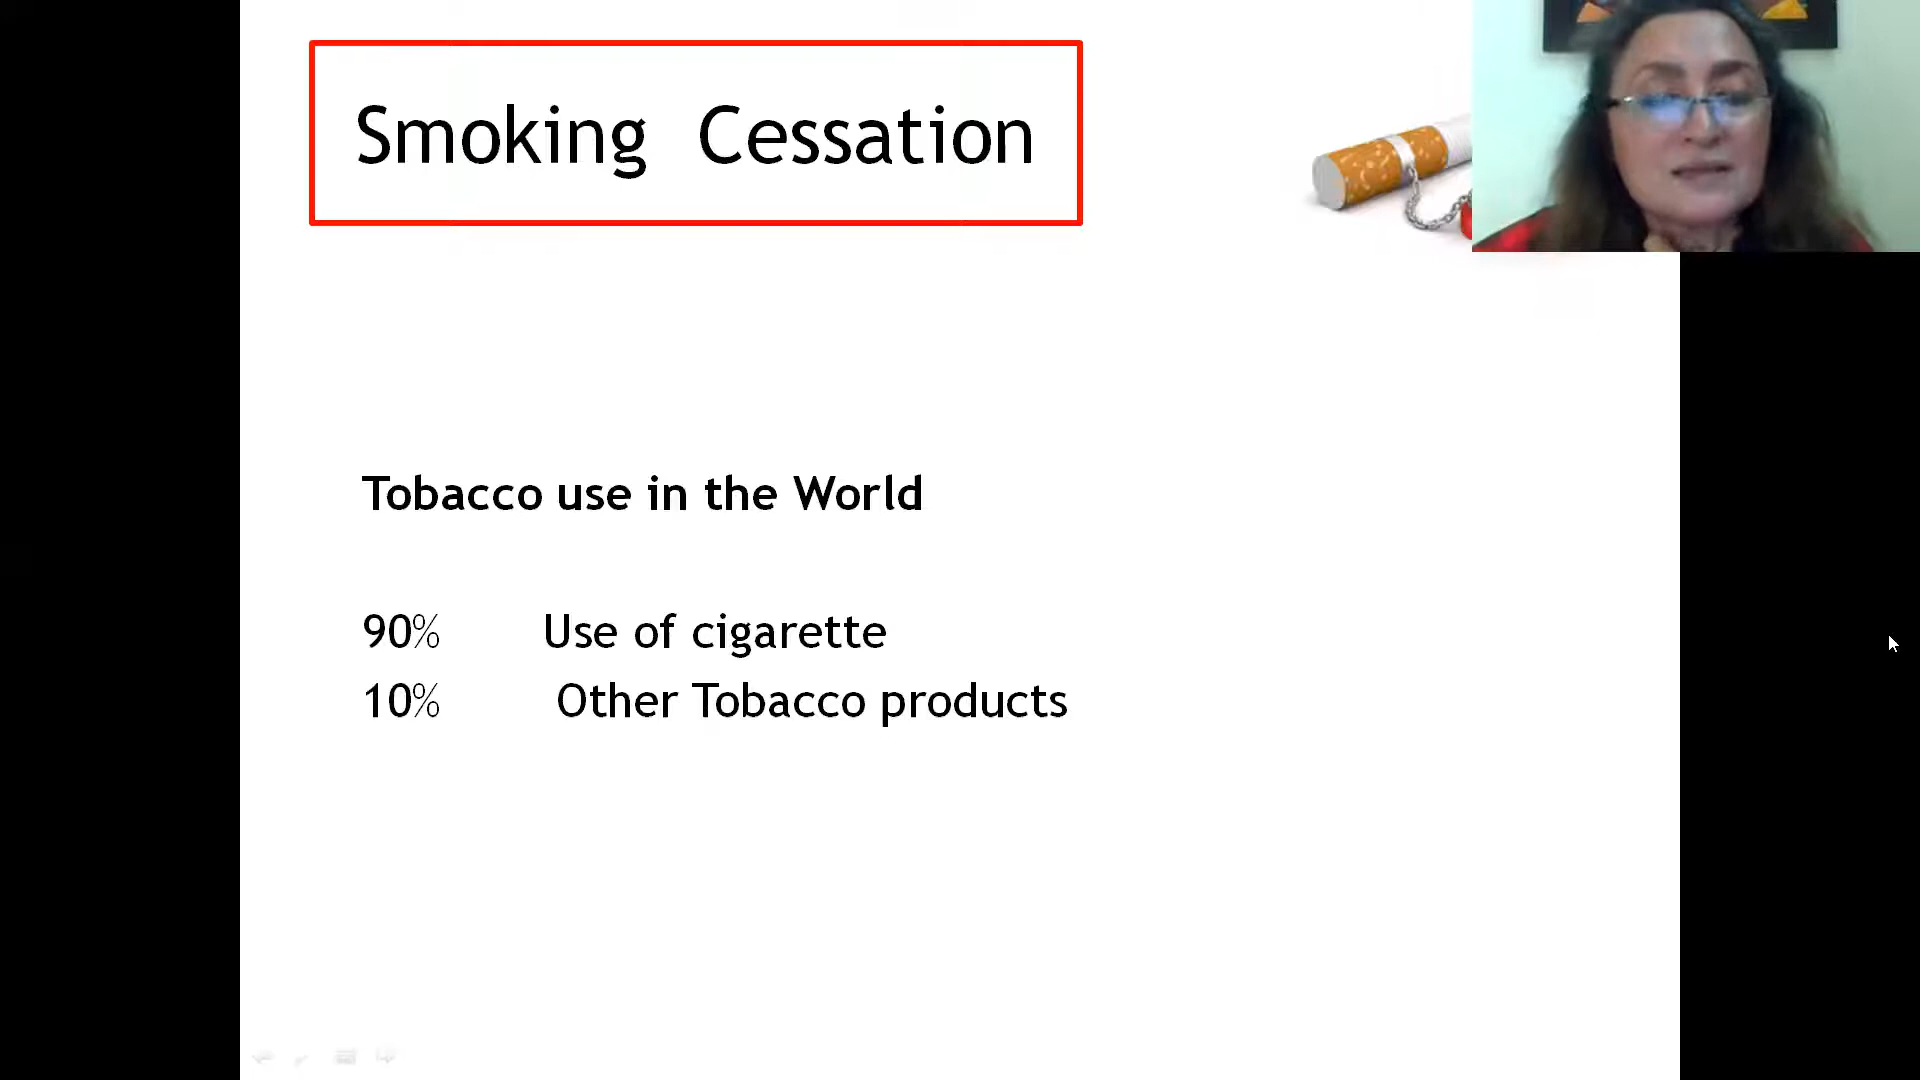 Smoking Cessation
Tobacco use in the World
90% Use of cigarette
10% Other Tobacco products